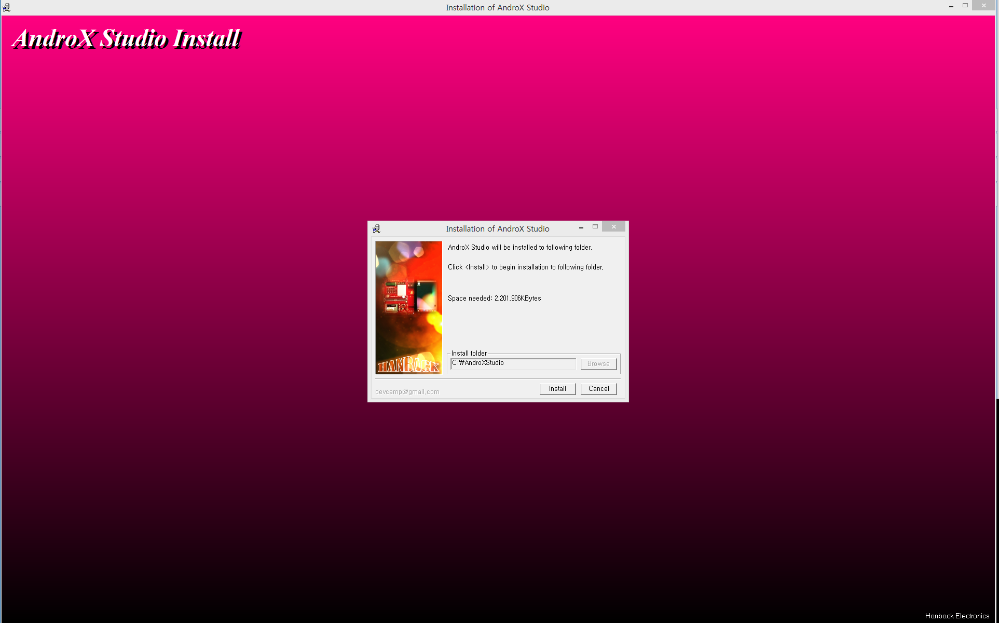 Installation of AndroX Studio
AndroX Studio Install
Installation of AndroX Studio
AndroX Studio will be installed to following folder.
Click <Install> to begin installation to following folder.
Space needed: 2,201,906KBytes
Install folder
C:₩AndroXStudio
Browse
HANBACK
devcamp@gmail.com
Install
Cancel
Hanback Electronics